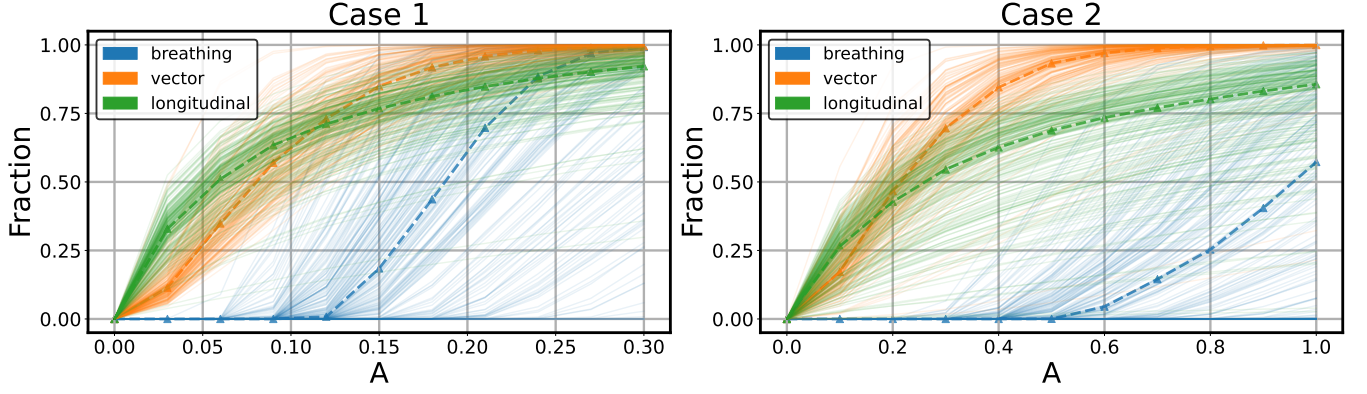 Case 1
1.00
0.75
0.50
0.25
0.00
Fraction
breathing
vector
longitudinal
0.00 0.05 0.10 0.15 0.20 0.25 0.30
A
Case 2
1.00
0.75
0.50
0.25
0.00
Fraction
breathing
vector
longitudinal
0.0 0.2 0.4 0.6 0.8 1.0
A